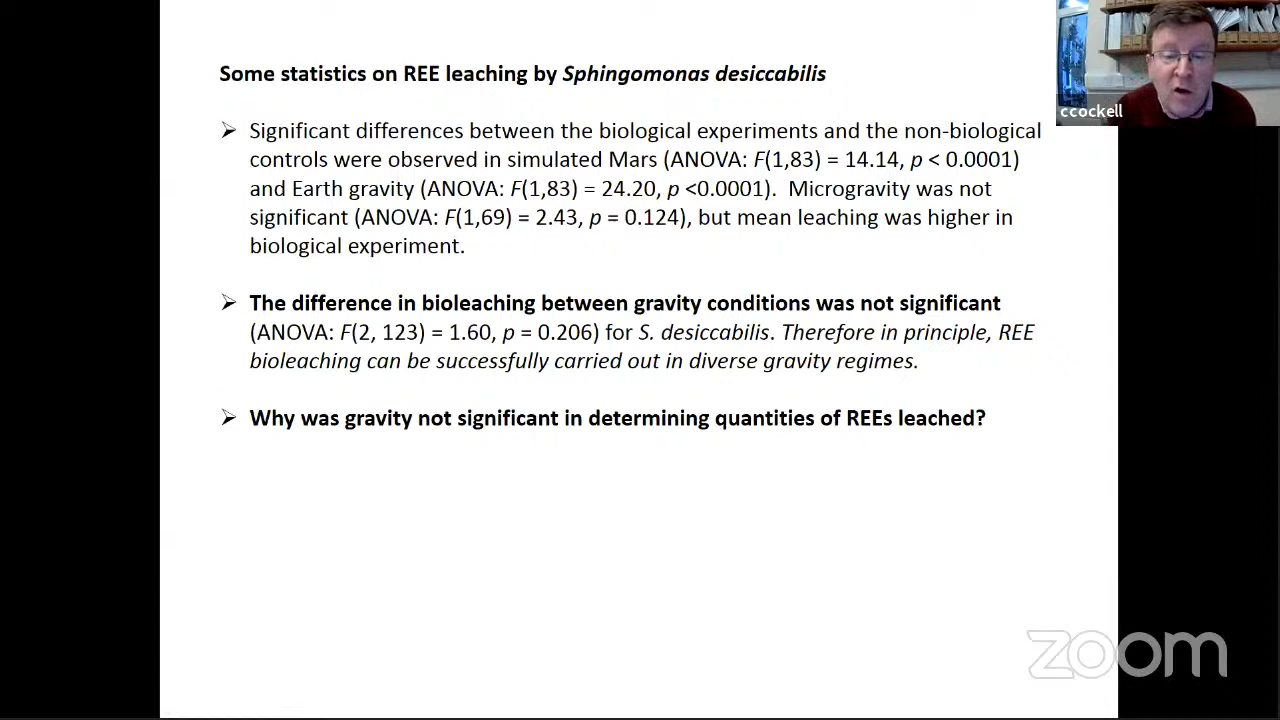 Some statistics on REE leaching by Sphingomonas desiccabilis
➢ Significant differences between the biological experiments and the non-biological
controls were observed in simulated Mars (ANOVA: F(1,83) = 14.14, p < 0.0001)
and Earth gravity (ANOVA: F(1,83) = 24.20, p <0.0001). Microgravity was not
significant (ANOVA: F(1,69) = 2.43, p = 0.124), but mean leaching was higher in
biological experiment.
➢ The difference in bioleaching between gravity conditions was not significant
(ANOVA: F(2, 123) = 1.60, p = 0.206) for S. desiccabilis. Therefore in principle, REE
bioleaching can be successfully carried out in diverse gravity regimes.
➢ Why was gravity not significant in determining quantities of REEs leached?
ccockell
zoom